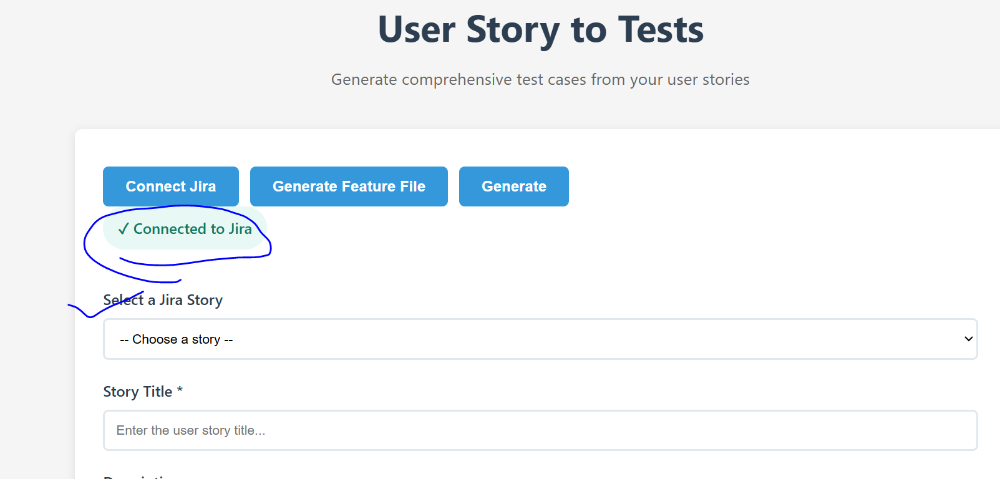 User Story to Tests
Generate comprehensive test cases from your user stories
Connect Jira Generate Feature File Generate
✓ Connected to Jira
Select a Jira Story
-- Choose a story --
Story Title *
Enter the user story title...